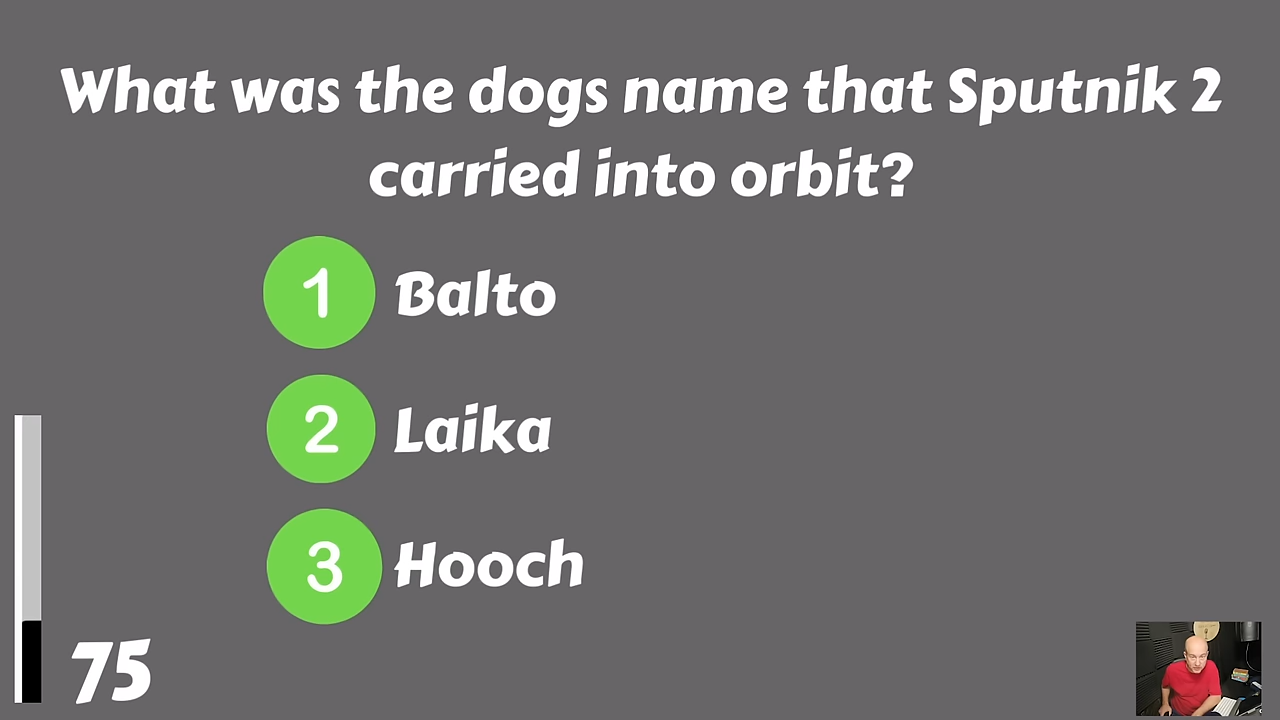 What was the dogs name that Sputnik 2
carried into orbit?
1 Balto
2 Laika
3 Hooch
75